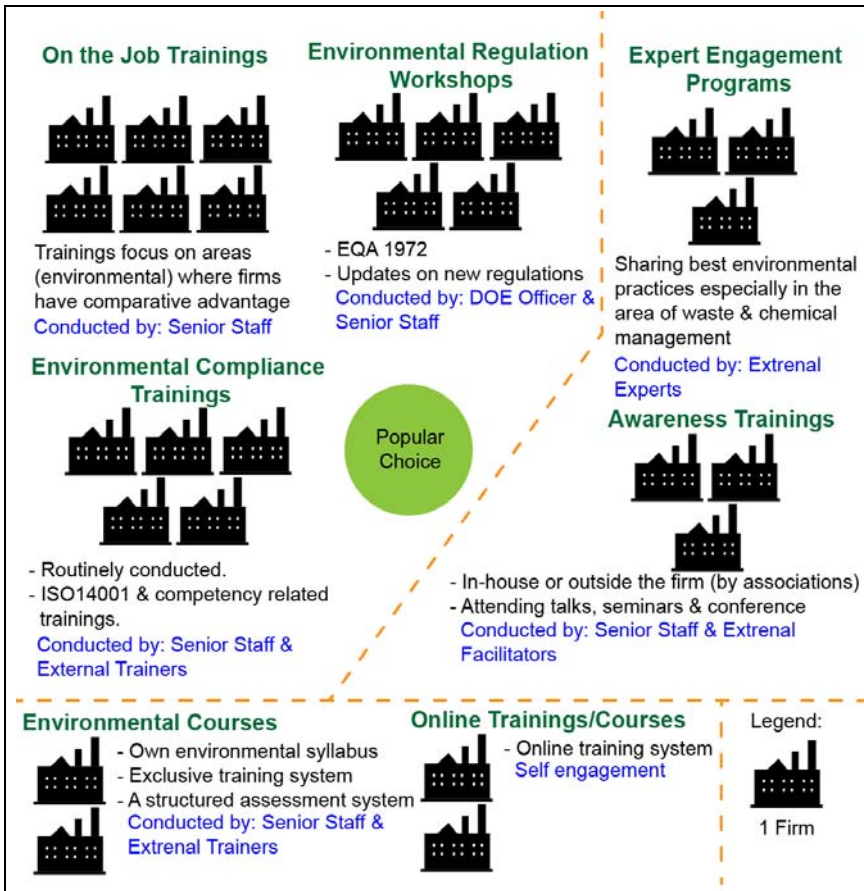 On the Job Trainings
Trainings focus on areas
(environmental) where firms
have comparative advantage
Conducted by: Senior Staff
Environmental Regulation
Workshops
- EQA 1972
- Updates on new regulations
Conducted by: DOE Officer &
Senior Staff
Expert Engagement
Programs
Sharing best environmental
practices especially in the
area of waste & chemical
management
Conducted by: Extrenal
Experts
Environmental Compliance
Trainings
- Routinely conducted.
- ISO14001 & competency related
trainings.
Conducted by: Senior Staff &
External Trainers
Popular
Choice
Awareness Trainings
- In-house or outside the firm (by associations)
- Attending talks, seminars & conference
Conducted by: Senior Staff & Extrenal
Facilitators
Environmental Courses
- Own environmental syllabus
- Exclusive training system
- A structured assessment system
Conducted by: Senior Staff &
Extrenal Trainers
Online Trainings/Courses
- Online training system
Self engagement
Legend:
1 Firm